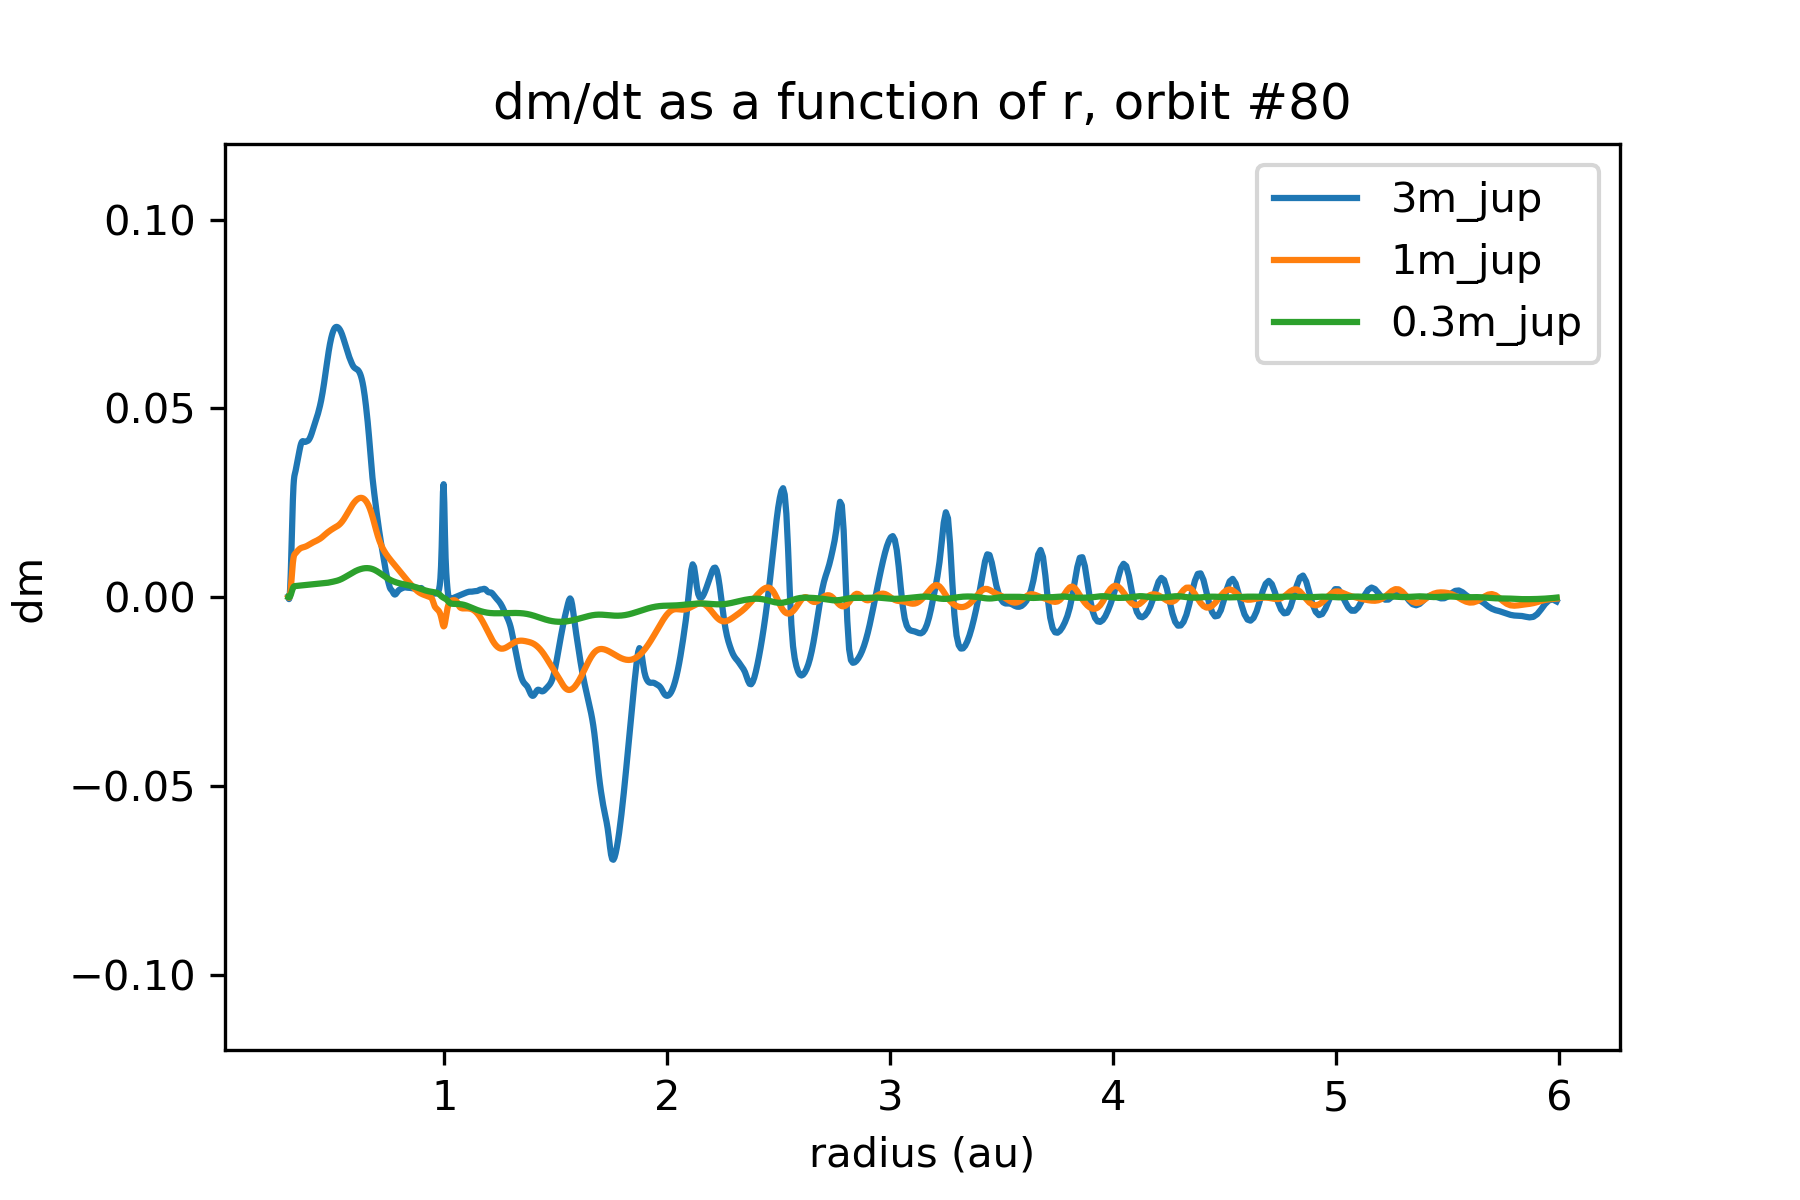 dm/dt as a function of r, orbit #80
3m_jup
1m_jup
0.3m_jup
0.10
0.05
0.00
−0.05
−0.10
dm
1 2 3 4 5 6
radius (au)